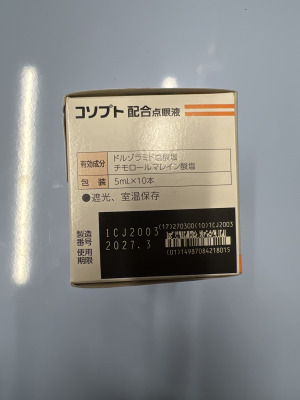 コソプト 配合点眼液
有効成分 ドルゾラミド塩酸塩
チモロールマレイン酸塩
包 装 5mL×10本
●遮光、室温保存
製造番号 1CJ2003
使用期限 2027.3
(17)270300(10)1CJ2003
(01)14987084218015